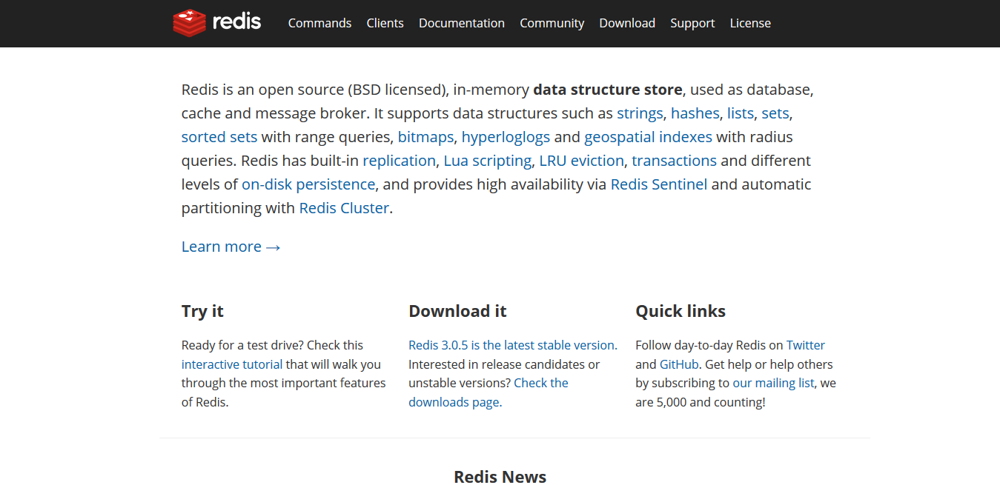 redis
Commands Clients Documentation Community Download Support License
Redis is an open source (BSD licensed), in-memory data structure store, used as database,
cache and message broker. It supports data structures such as strings, hashes, lists, sets,
sorted sets with range queries, bitmaps, hyperloglogs and geospatial indexes with radius
queries. Redis has built-in replication, Lua scripting, LRU eviction, transactions and different
levels of on-disk persistence, and provides high availability via Redis Sentinel and automatic
partitioning with Redis Cluster.
Learn more →
Try it
Ready for a test drive? Check this
interactive tutorial that will walk you
through the most important features
of Redis.
Download it
Redis 3.0.5 is the latest stable version.
Interested in release candidates or
unstable versions? Check the
downloads page.
Quick links
Follow day-to-day Redis on Twitter
and GitHub. Get help or help others
by subscribing to our mailing list, we
are 5,000 and counting!
Redis News